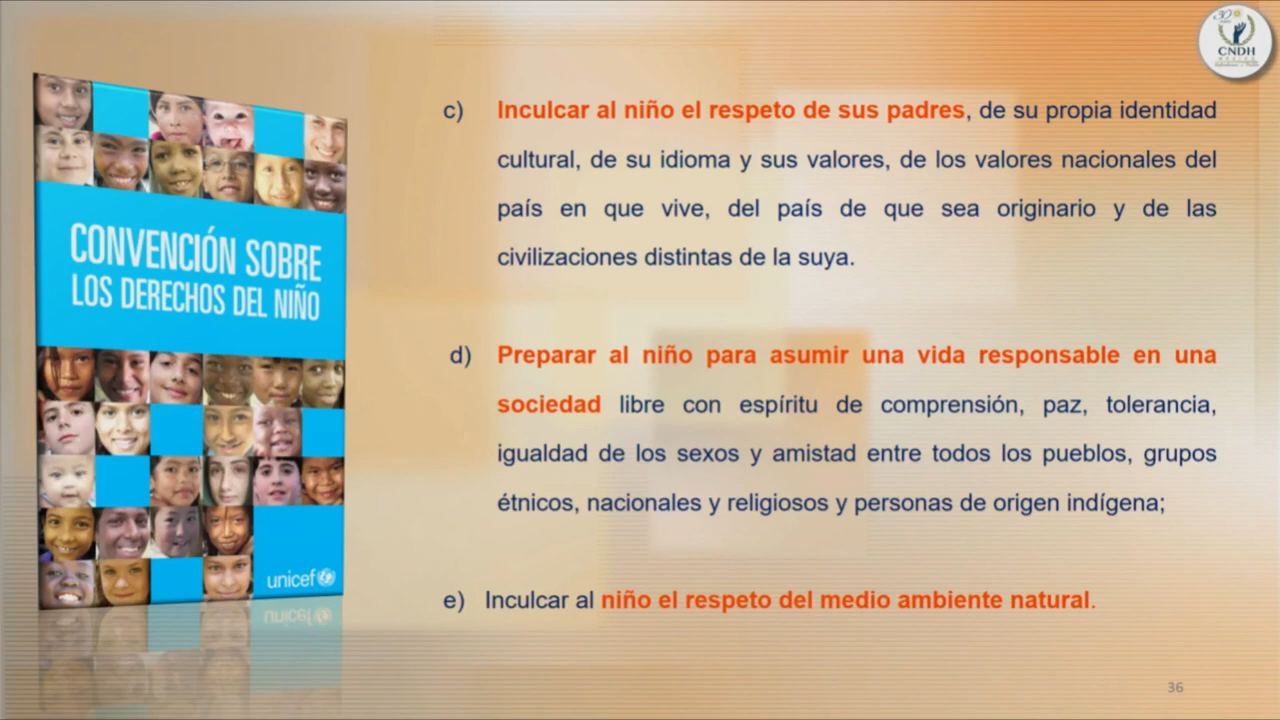 CNDH
MÉXICO
c) Inculcar al niño el respeto de sus padres, de su propia identidad
cultural, de su idioma y sus valores, de los valores nacionales del
país en que vive, del país de que sea originario y de las
civilizaciones distintas de la suya.
CONVENCIÓN SOBRE
LOS DERECHOS DEL NIÑO
d) Preparar al niño para asumir una vida responsable en una
sociedad libre con espíritu de comprensión, paz, tolerancia,
igualdad de los sexos y amistad entre todos los pueblos, grupos
étnicos, nacionales y religiosos y personas de origen indígena;
unicef
e) Inculcar al niño el respeto del medio ambiente natural.
36